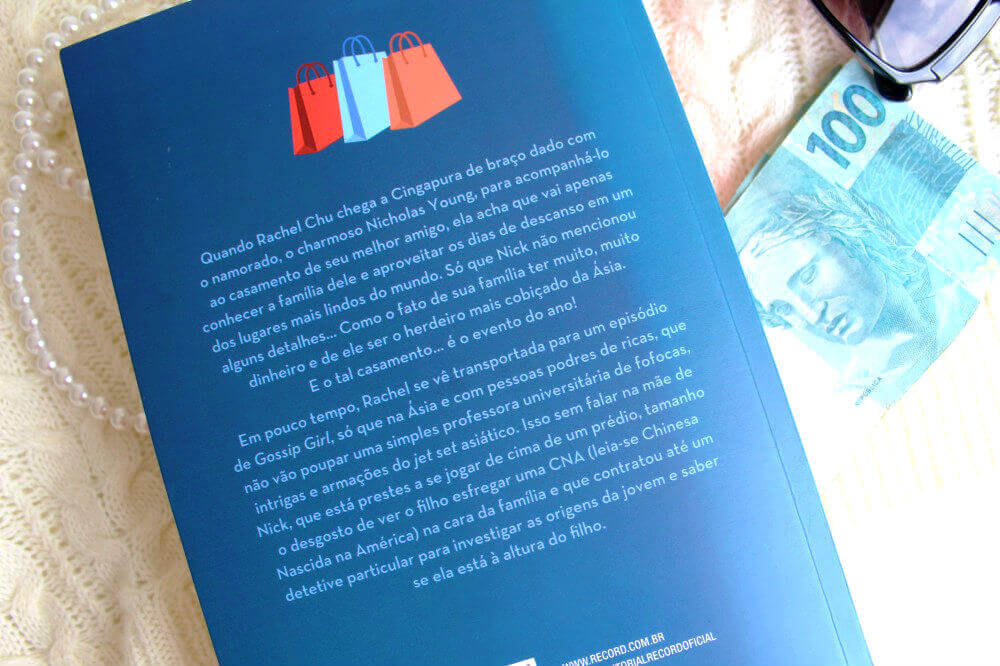 Quando Rachel Chu chega a Cingapura de braço dado com
o namorado, o charmoso Nicholas Young, para acompanhá-lo
ao casamento de seu melhor amigo, ela acha que vai apenas
conhecer a família dele e aproveitar os dias de descanso em um
dos lugares mais lindos do mundo. Só que Nick não mencionou
alguns detalhes... Como o fato de sua família ter muito, muito
dinheiro e de ele ser o herdeiro mais cobiçado da Ásia.
E o tal casamento... é o evento do ano!
Em pouco tempo, Rachel se vê transportada para um episódio
de Gossip Girl, só que na Ásia e com pessoas podres de ricas, que
não vão poupar uma simples professora universitária de fofocas,
intrigas e armações do jet set asiático. Isso sem falar na mãe de
Nick, que está prestes a se jogar de cima de um prédio, tamanho
o desgosto de ver o filho esfregar uma CNA (leia-se Chinesa
Nascida na América) na cara da família e que contratou até um
detetive particular para investigar as origens da jovem e saber
se ela está à altura do filho.
WWW.RECORD.COM.BR
TORIALRECORDOFICIAL
100